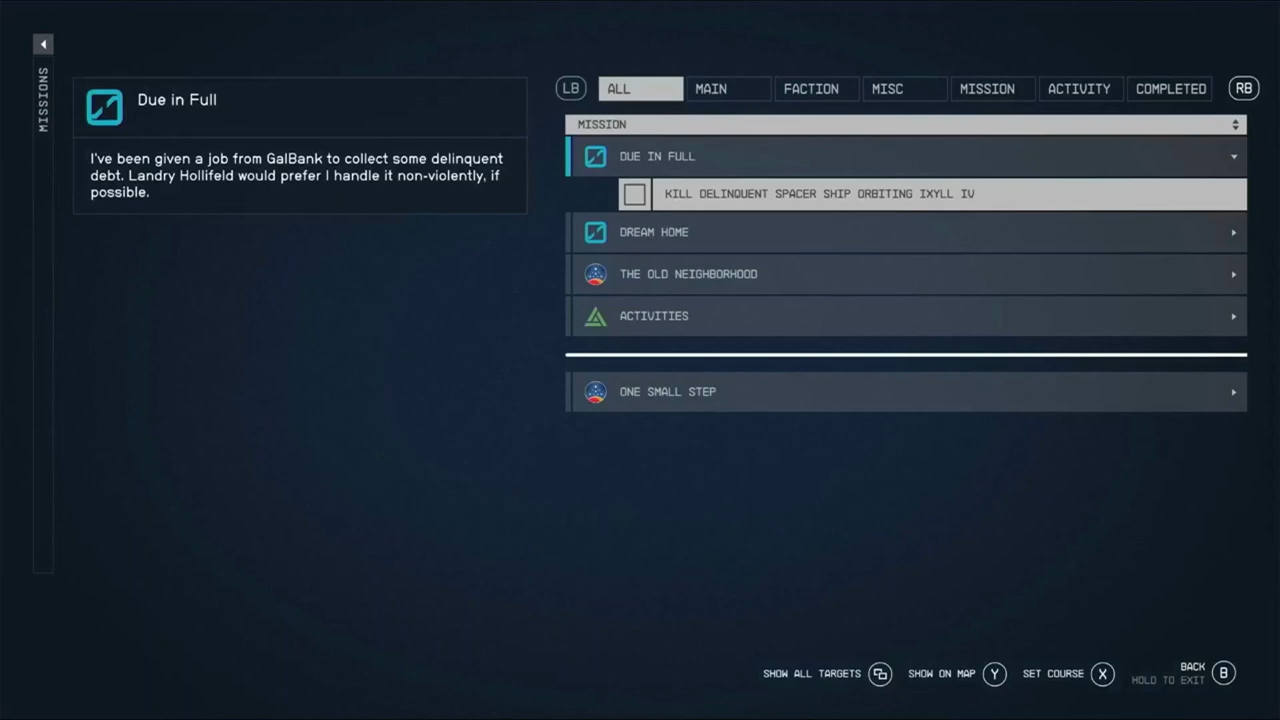 MISSIONS
Due in Full
I've been given a job from GalBank to collect some delinquent
debt. Landry Hollifeld would prefer I handle it non-violently, if
possible.
LB ALL MAIN FACTION MISC MISSION ACTIVITY COMPLETED RB
MISSION
DUE IN FULL
KILL DELINQUENT SPACER SHIP ORBITING IXYLL IV
DREAM HOME
THE OLD NEIGHBORHOOD
ACTIVITIES
ONE SMALL STEP
SHOW ALL TARGETS SHOW ON MAP Y SET COURSE X BACK B
HOLD TO EXIT